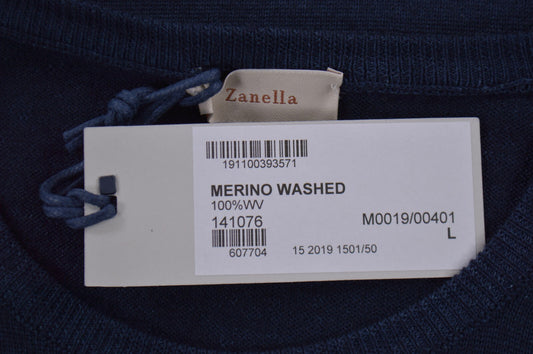 Zanella
191100393571
MERINO WASHED
100%WV
141076 M0019/00401
L
607704 15 2019 1501/50